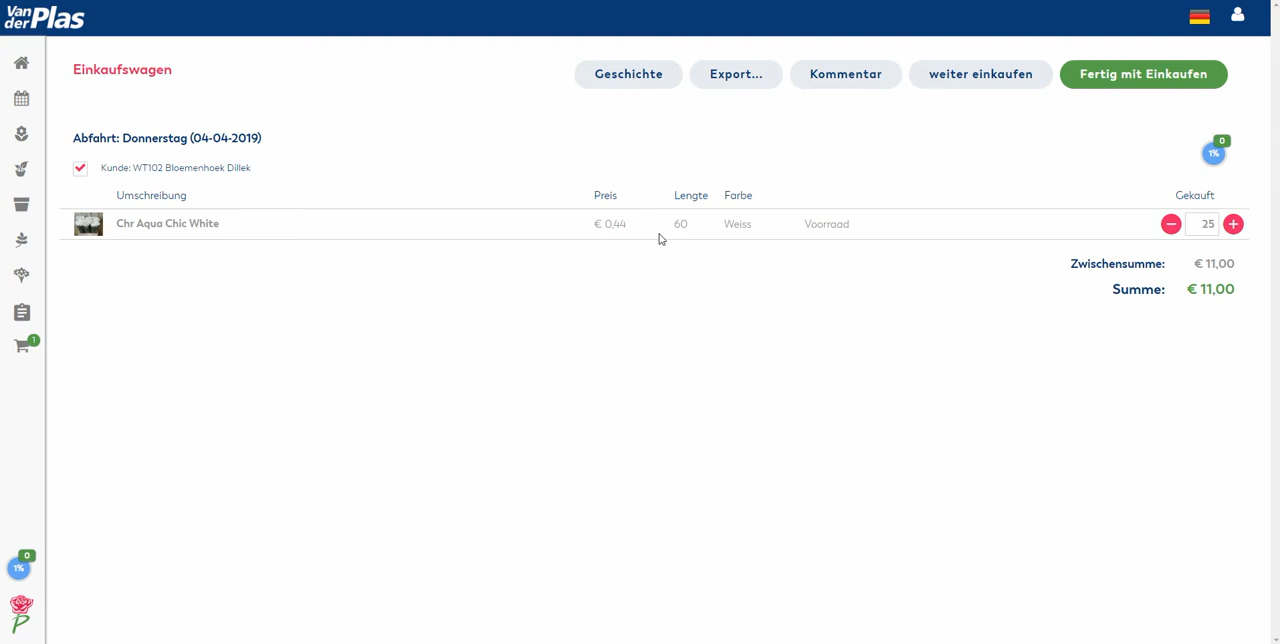 Van der Plas
Einkaufswagen
Geschichte
Export...
Kommentar
weiter einkaufen
Fertig mit Einkaufen
Abfahrt: Donnerstag (04-04-2019)
0
1%
Kunde: WT102 Bloemenhoek Dillek
Umschreibung Preis Lengte Farbe Gekauft
Chr Aqua Chic White € 0,44 60 Weiss Voorraad − 25 +
Zwischensumme: € 11,00
Summe: € 11,00
1
0
1%
P